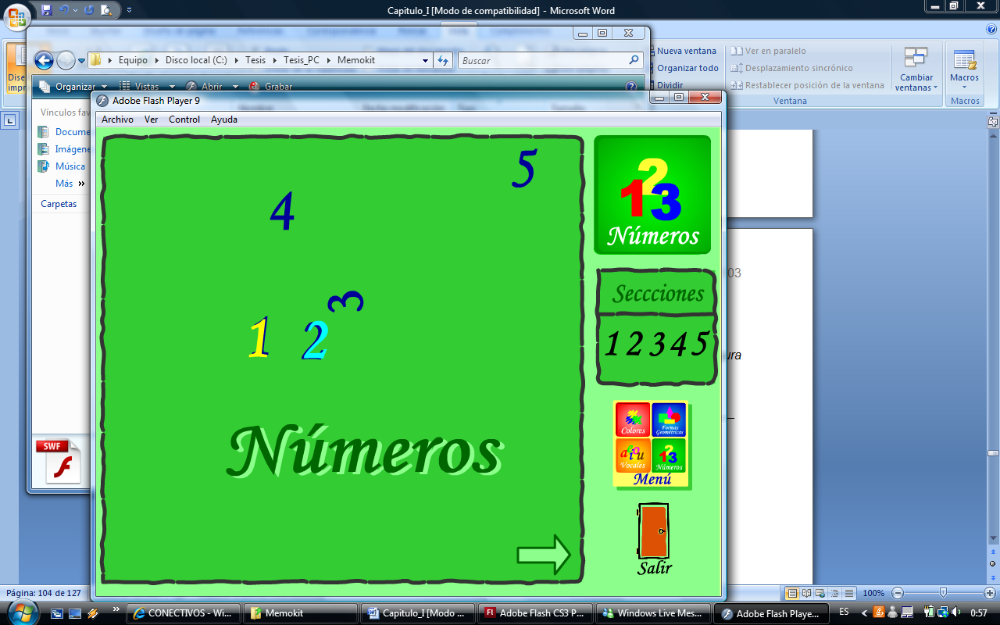 Capitulo_I [Modo de compatibilidad] - Microsoft Word
Equipo Disco local (C:) Tesis Tesis_PC Memokit
Buscar
Organizar Vistas Abrir Grabar
Nueva ventana
Organizar todo
Dividir
Ver en paralelo
Desplazamiento sincrónico
Restablecer posición de la ventana
Cambiar
ventanas
Macros
Ventana
Macros
Vínculos fav
Docume
Imágene
Música
Más »
Carpetas
SWF
Adobe Flash Player 9
Archivo Ver Control Ayuda
5
4
3
1 2
Números
1 2 3
Números
Seccciones
1 2 3 4 5
Colores
Formas
Geométricas
a e i o u
Vocales
1 2 3
Números
Menú
Salir
03
ura
Página: 104 de 127
100%
CONECTIVOS - Wi...
Memokit
Capitulo_I [Modo ...
Adobe Flash CS3 P...
Windows Live Mes...
Adobe Flash Playe...
ES
0:57